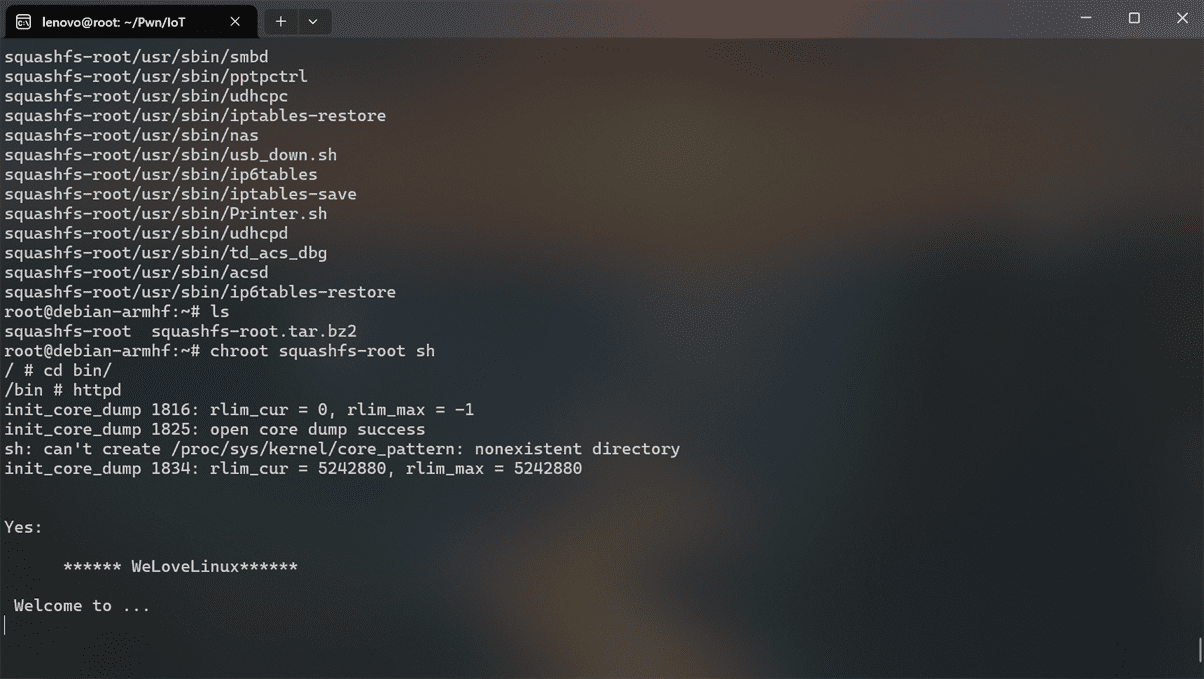 lenovo@root: ~/Pwn/IoT
squashfs-root/usr/sbin/smbd
squashfs-root/usr/sbin/pptpctrl
squashfs-root/usr/sbin/udhcpc
squashfs-root/usr/sbin/iptables-restore
squashfs-root/usr/sbin/nas
squashfs-root/usr/sbin/usb_down.sh
squashfs-root/usr/sbin/ip6tables
squashfs-root/usr/sbin/iptables-save
squashfs-root/usr/sbin/Printer.sh
squashfs-root/usr/sbin/udhcpd
squashfs-root/usr/sbin/td_acs_dbg
squashfs-root/usr/sbin/acsd
squashfs-root/usr/sbin/ip6tables-restore
root@debian-armhf:~# ls
squashfs-root  squashfs-root.tar.bz2
root@debian-armhf:~# chroot squashfs-root sh
/ # cd bin/
/bin # httpd
init_core_dump 1816: rlim_cur = 0, rlim_max = -1
init_core_dump 1825: open core dump success
sh: can't create /proc/sys/kernel/core_pattern: nonexistent directory
init_core_dump 1834: rlim_cur = 5242880, rlim_max = 5242880
Yes:
****** WeLoveLinux******
Welcome to ...